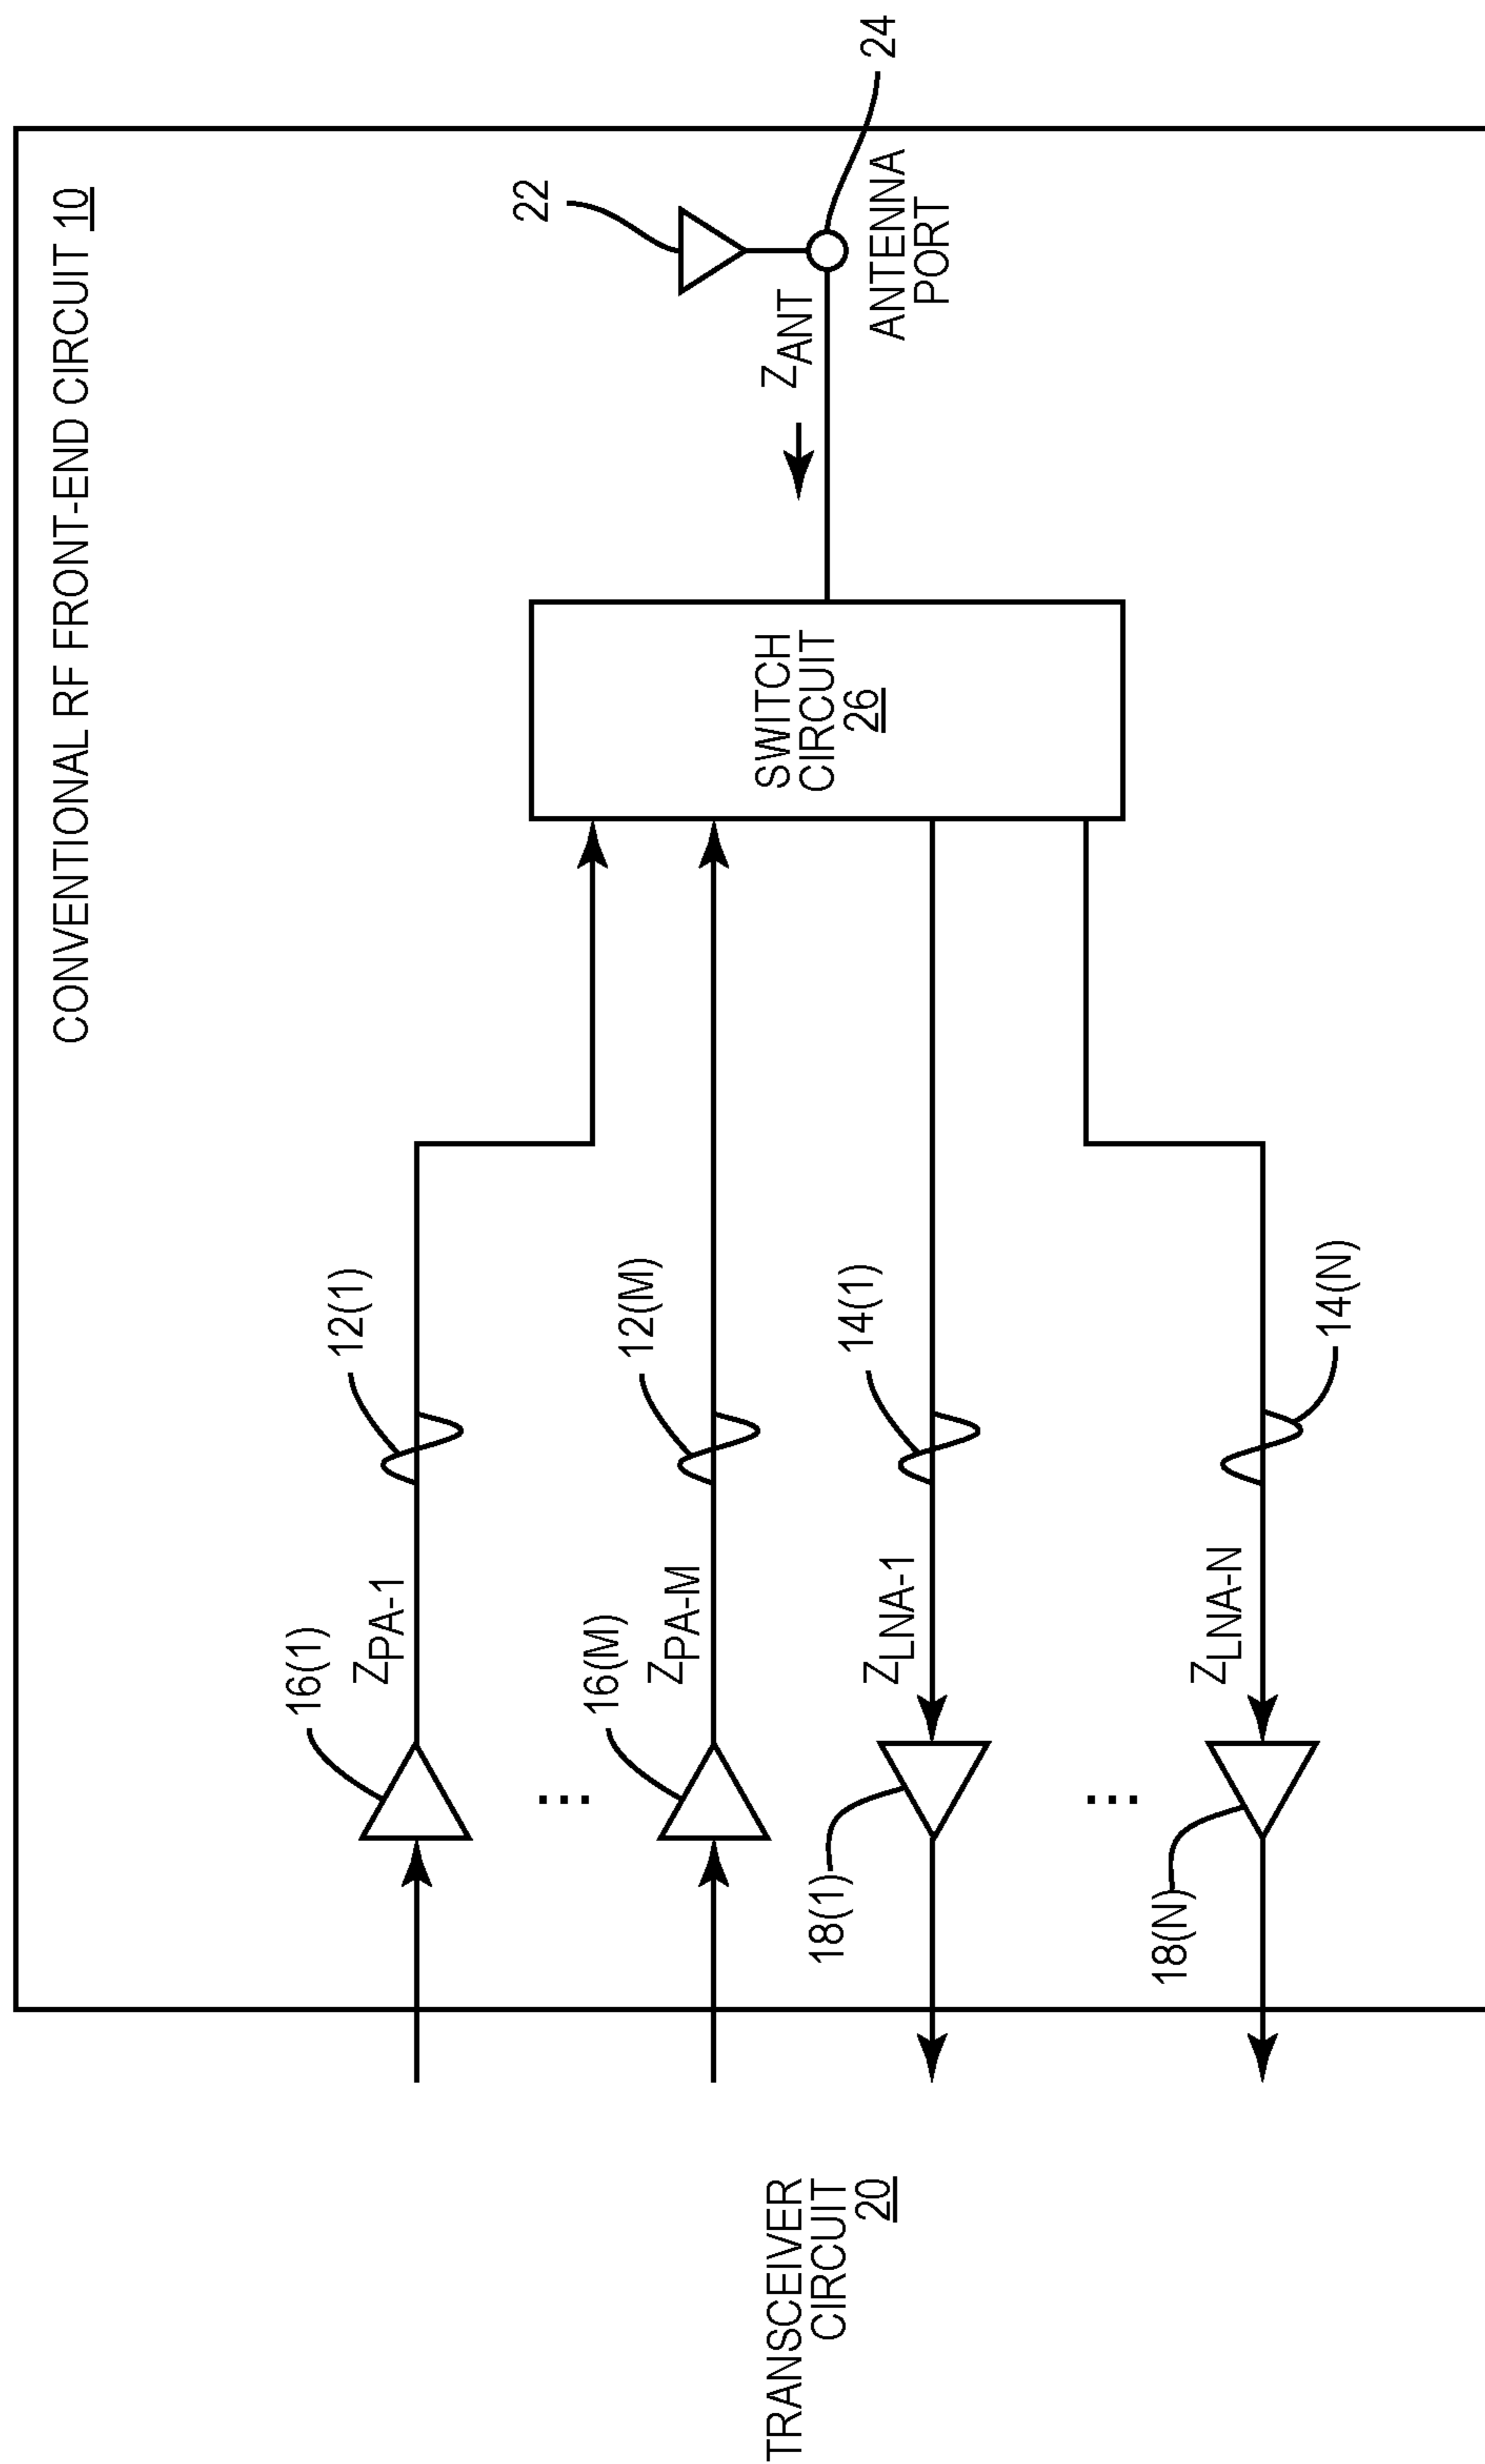 CONVENTIONAL RF FRONT-END CIRCUIT 10
16(1)
ZPA-1
12(1)
22
24
16(M)
ZPA-M
12(M)
ZANT
TRANSCEIVER
CIRCUIT
20
SWITCH
CIRCUIT
26
ANTENNA
PORT
18(1)
ZLNA-1
14(1)
18(N)
ZLNA-N
14(N)